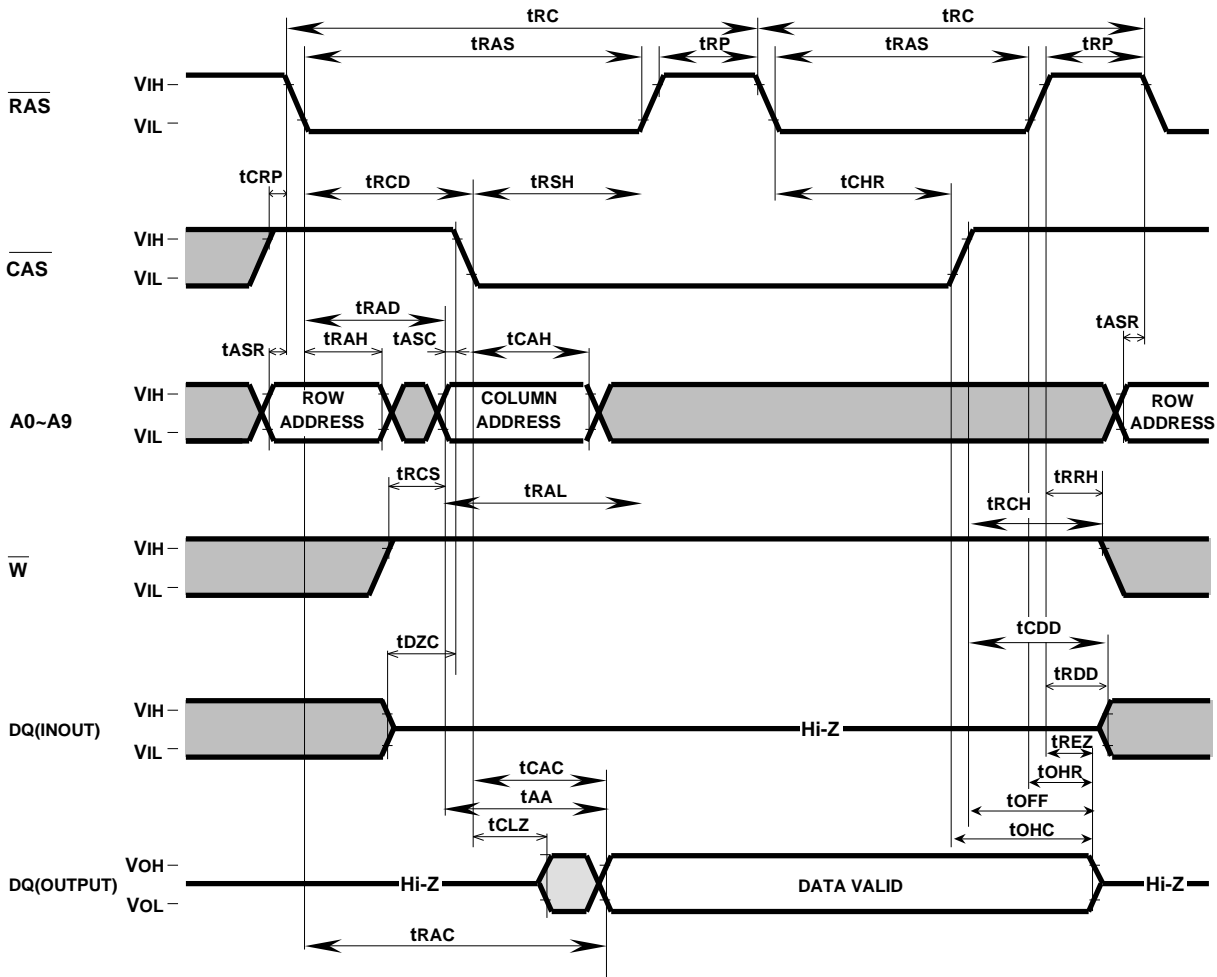 tRC tRC
tRAS tRP tRAS tRP
VIH
RAS
VIL
tCRP tRCD tRSH tCHR
VIH
CAS
VIL
tRAD
tASR tRAH tASC tCAH tASR
VIH
A0~A9
VIL
ROW ADDRESS
COLUMN ADDRESS
ROW ADDRESS
tRCS tRAL tRRH
tRCH
VIH
W
VIL
tDZC tCDD
tRDD
VIH
DQ(INOUT) Hi-Z
VIL
tREZ
tCAC tOHR
tAA tOFF
tCLZ tOHC
VOH
DQ(OUTPUT) Hi-Z DATA VALID Hi-Z
VOL
tRAC